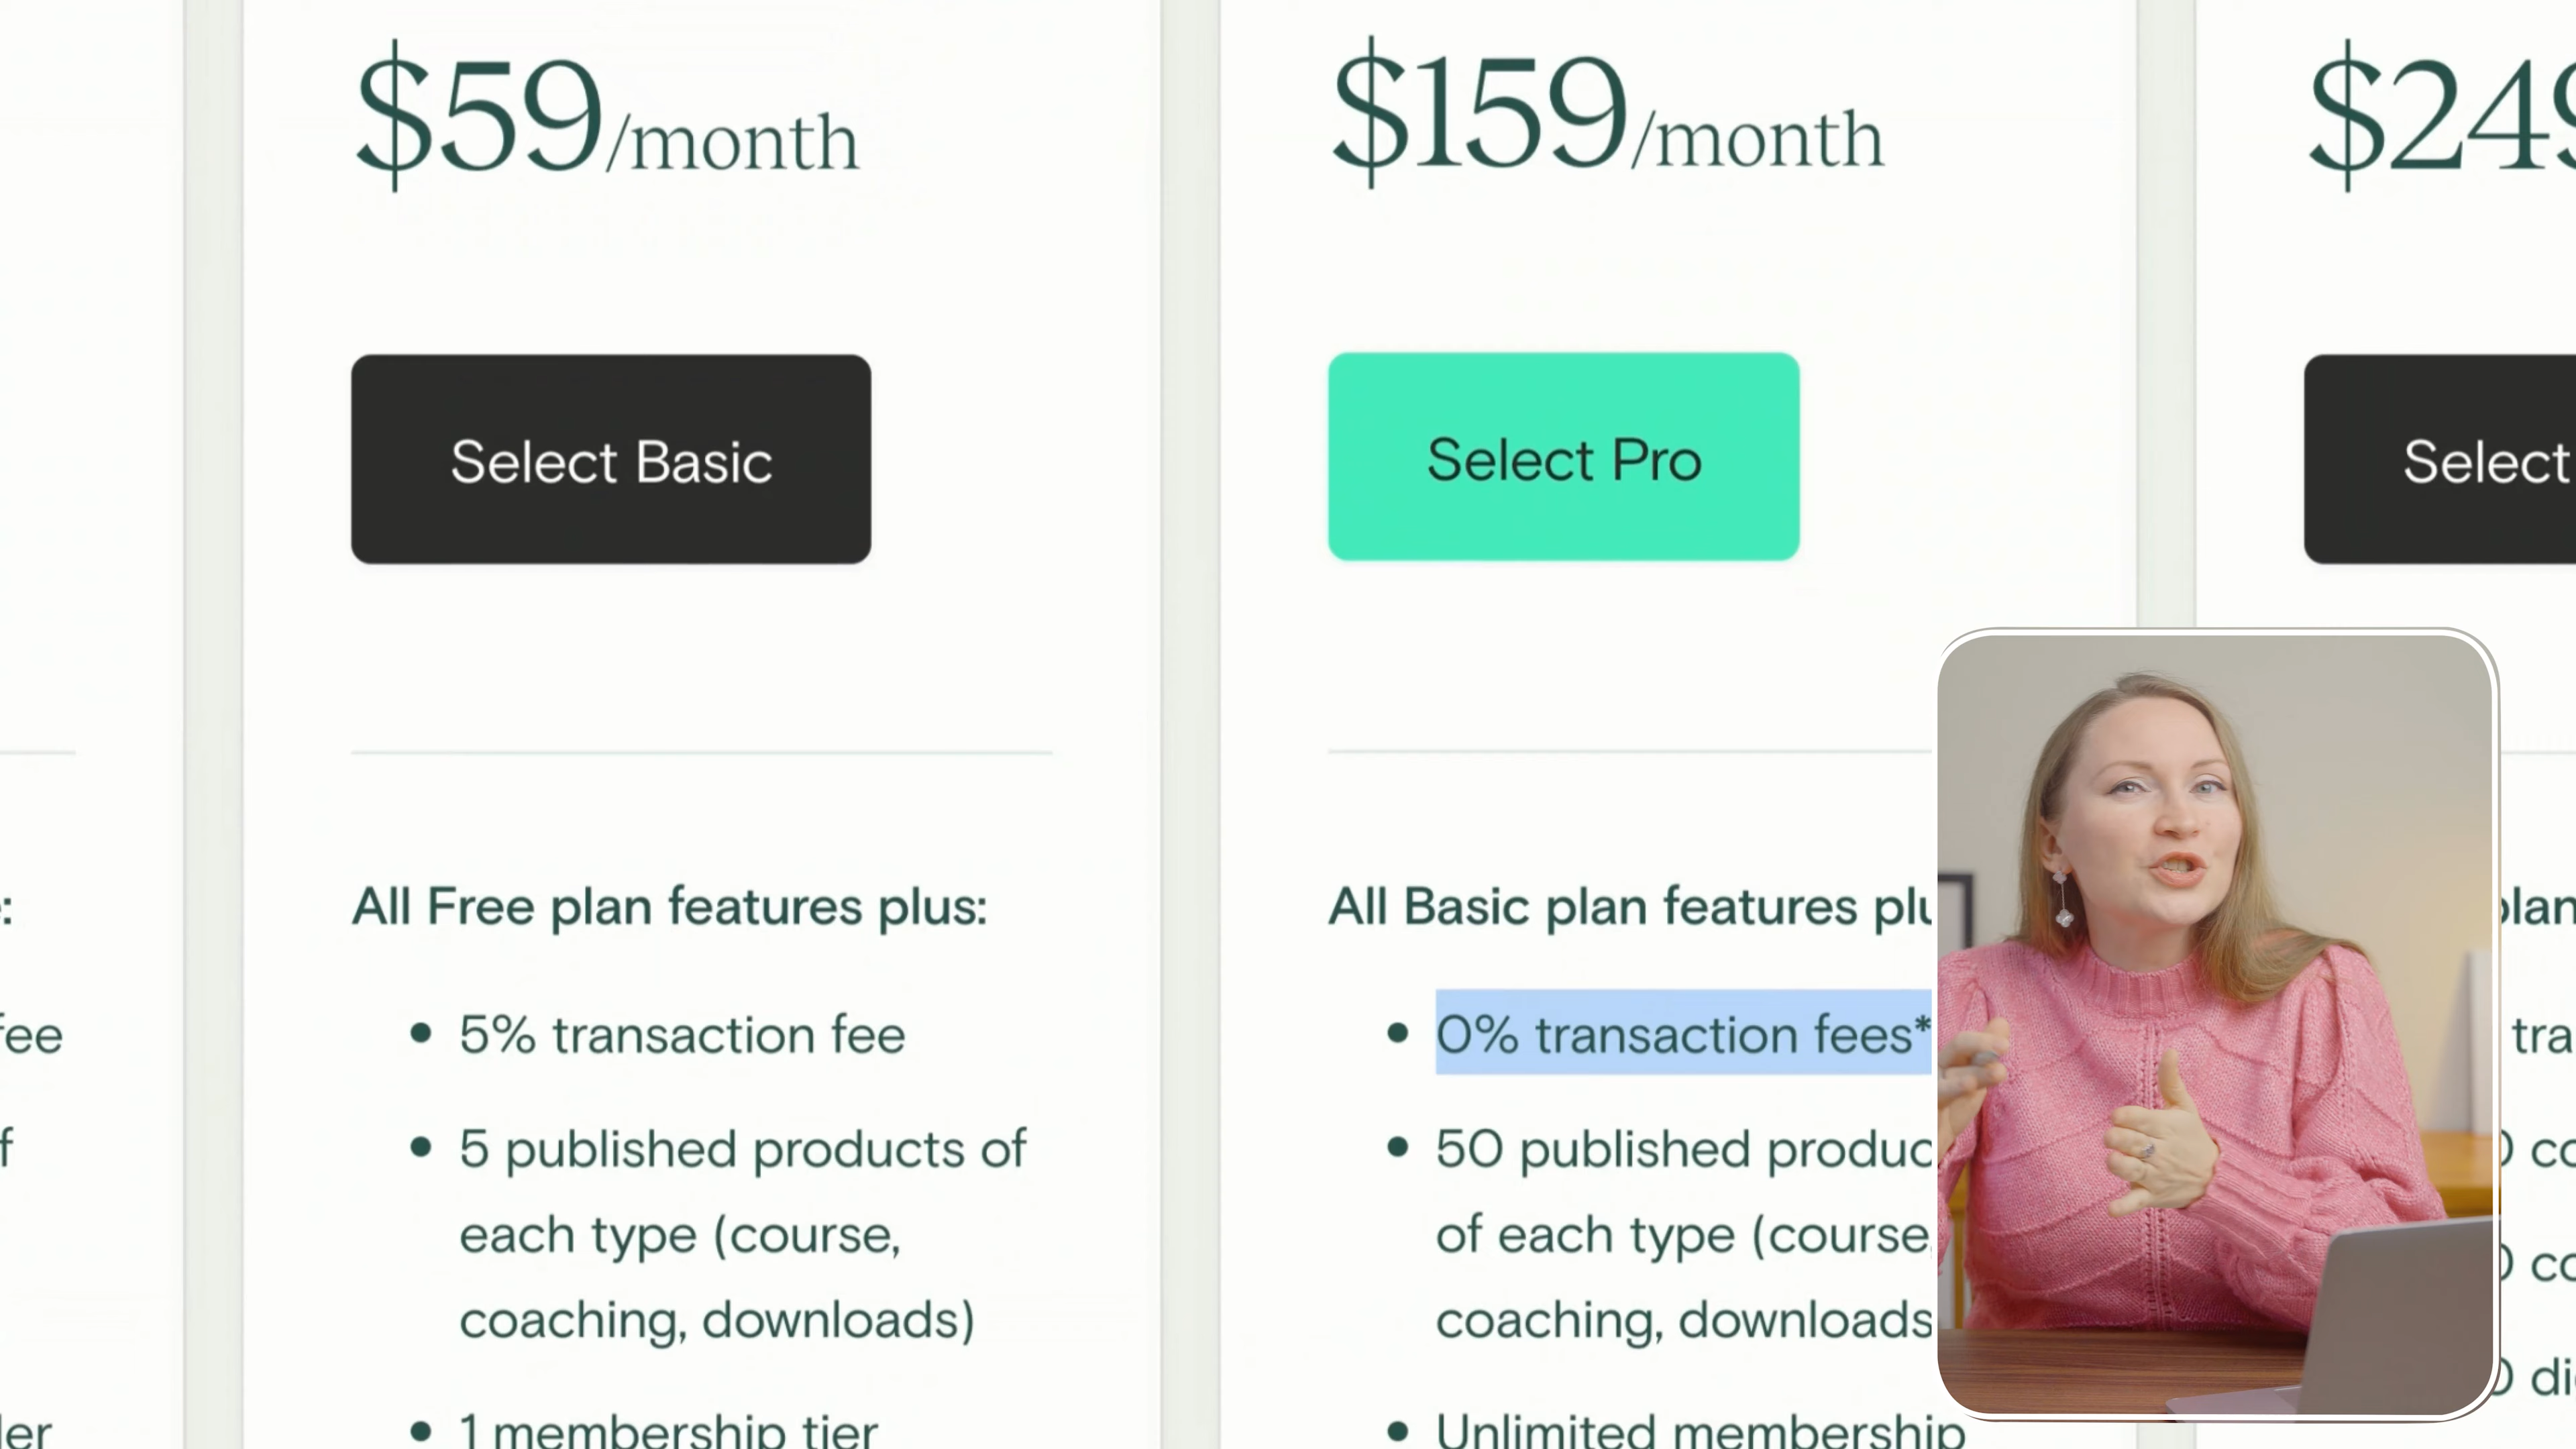 $59/month
Select Basic
All Free plan features plus:
5% transaction fee
5 published products of
each type (course,
coaching, downloads)
1 membership tier
$159/month
Select Pro
All Basic plan features
0% transaction fees*
50 published
of each type (course,
coaching, downloads
Unlimited membership
Select
fee